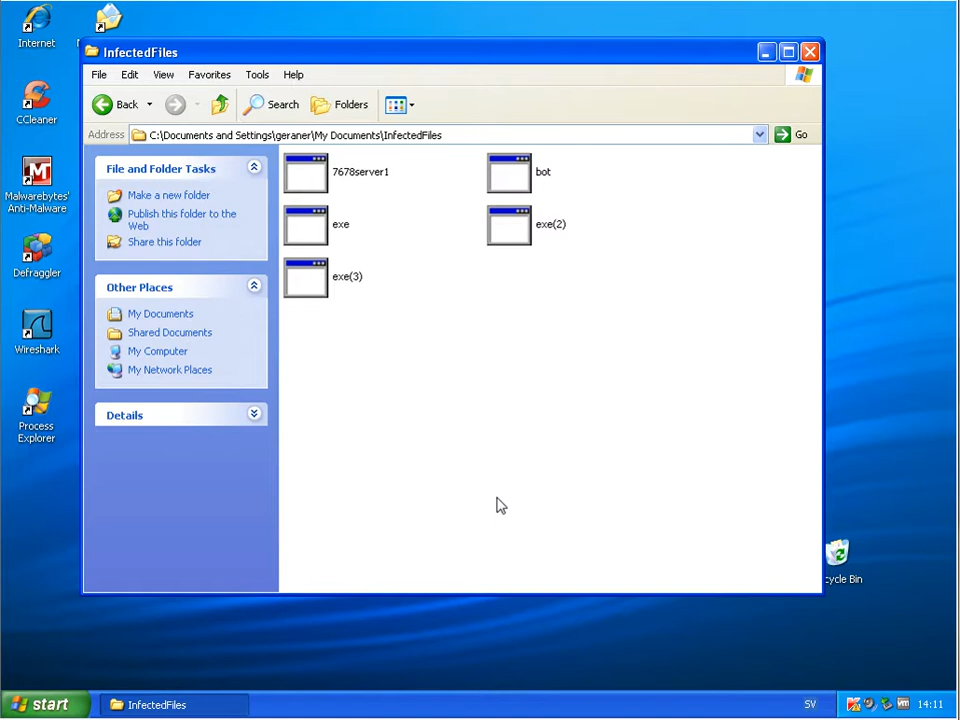 Internet
CCleaner
Malwarebytes'
Anti-Malware
Defraggler
Wireshark
Process
Explorer
InfectedFiles
File Edit View Favorites Tools Help
Back Search Folders
Address C:\Documents and Settings\geraner\My Documents\InfectedFiles Go
File and Folder Tasks
Make a new folder
Publish this folder to the
Web
Share this folder
Other Places
My Documents
Shared Documents
My Computer
My Network Places
Details
7678server1
bot
exe
exe(2)
exe(3)
cycle Bin
start InfectedFiles SV 14:11